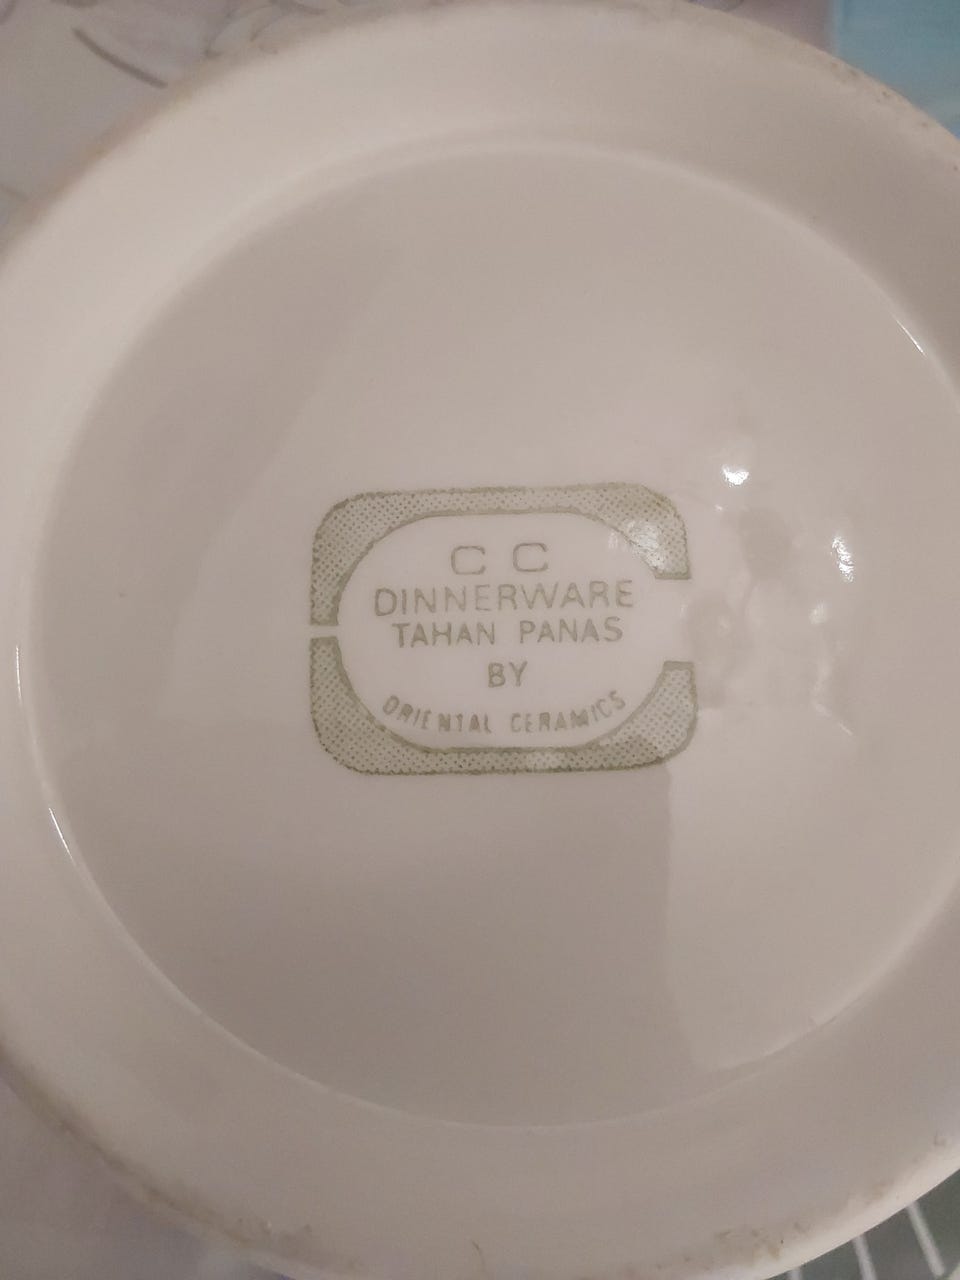 C C
DINNERWARE
TAHAN PANAS
BY
ORIENTAL CERAMICS